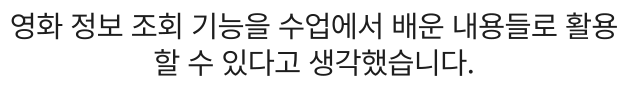 영화 정보 조회 기능을 수업에서 배운 내용들로 활용
할 수 있다고 생각했습니다.